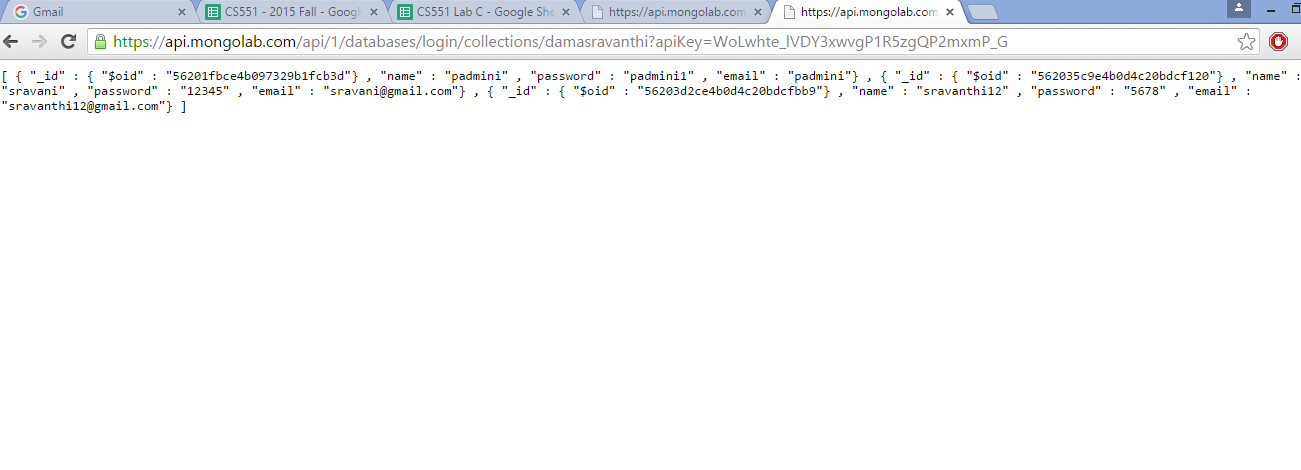 Gmail
CS551 - 2015 Fall - Googl
CS551 Lab C - Google She
https://api.mongolab.com
https://api.mongolab.com
https://api.mongolab.com/api/1/databases/login/collections/damasravanthi?apiKey=WoLwhte_lVDY3xwvgP1R5zgQP2mxmP_G
[ { "_id" : { "$oid" : "56201fbce4b097329b1fcb3d"} , "name" : "padmini" , "password" : "padmini1" , "email" : "padmini"} , { "_id" : { "$oid" : "562035c9e4b0d4c20bdcf120"} , "name" :
"sravani" , "password" : "12345" , "email" : "sravani@gmail.com"} , { "_id" : { "$oid" : "56203d2ce4b0d4c20bdcfbb9"} , "name" : "sravanthi12" , "password" : "5678" , "email" :
"sravanthi12@gmail.com"} ]